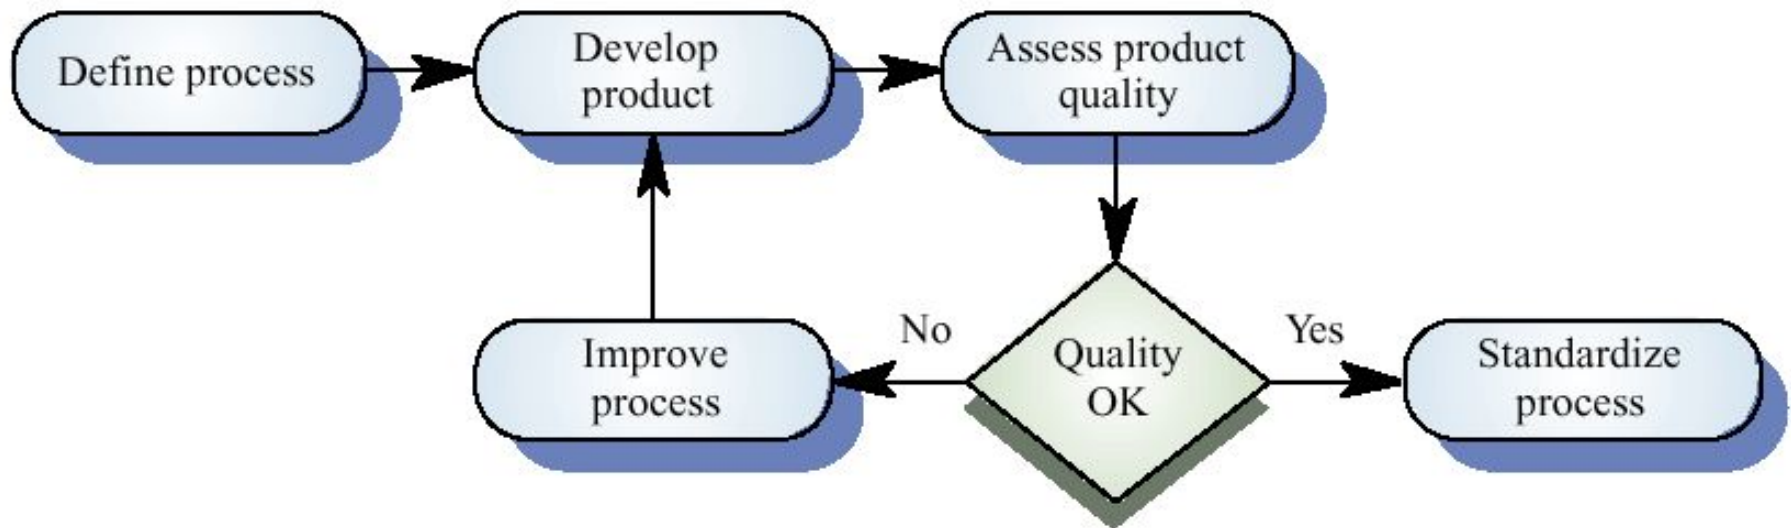 Define process
Develop
product
Assess product
quality
Improve
process
No
Quality
OK
Yes
Standardize
process